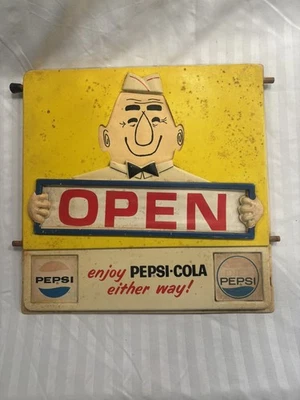 OPEN
PEPSI
enjoy PEPSI·COLA
either way!
PEPSI